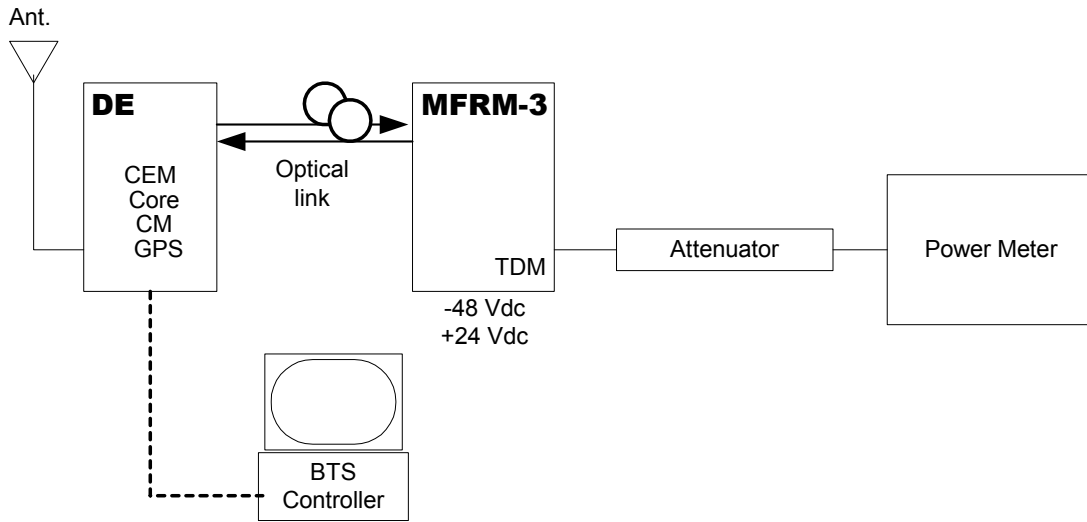 Ant.
DE
CEM
Core
CM
GPS
Optical
link
MFRM-3
TDM
-48 Vdc
+24 Vdc
Attenuator
Power Meter
BTS
Controller